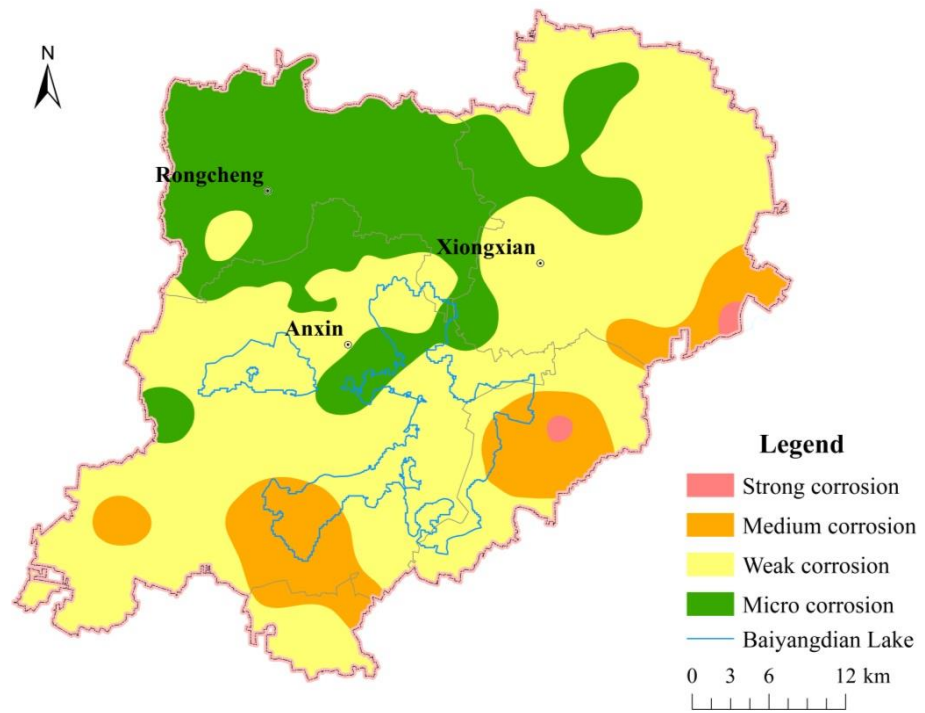 N
Rongcheng
Xiongxian
Anxin
Legend
Strong corrosion
Medium corrosion
Weak corrosion
Micro corrosion
Baiyangdian Lake
0 3 6 12 km